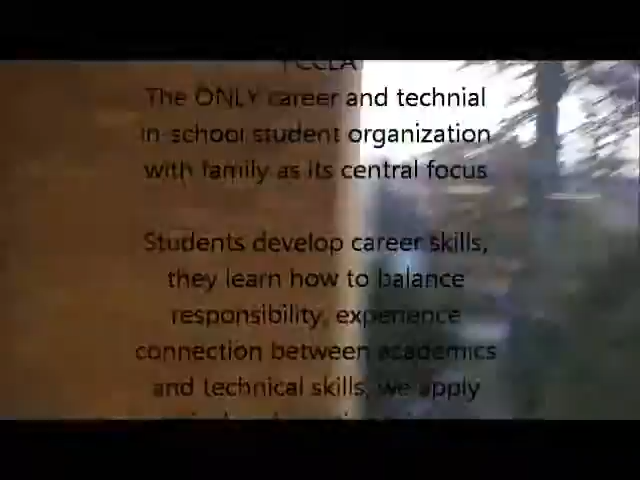 FCCLA
The ONLY career and technial
in-school student organization
with family as its central focus
Students develop career skills,
they learn how to balance
responsibility, experience
connection between academics
and technical skills, we apply